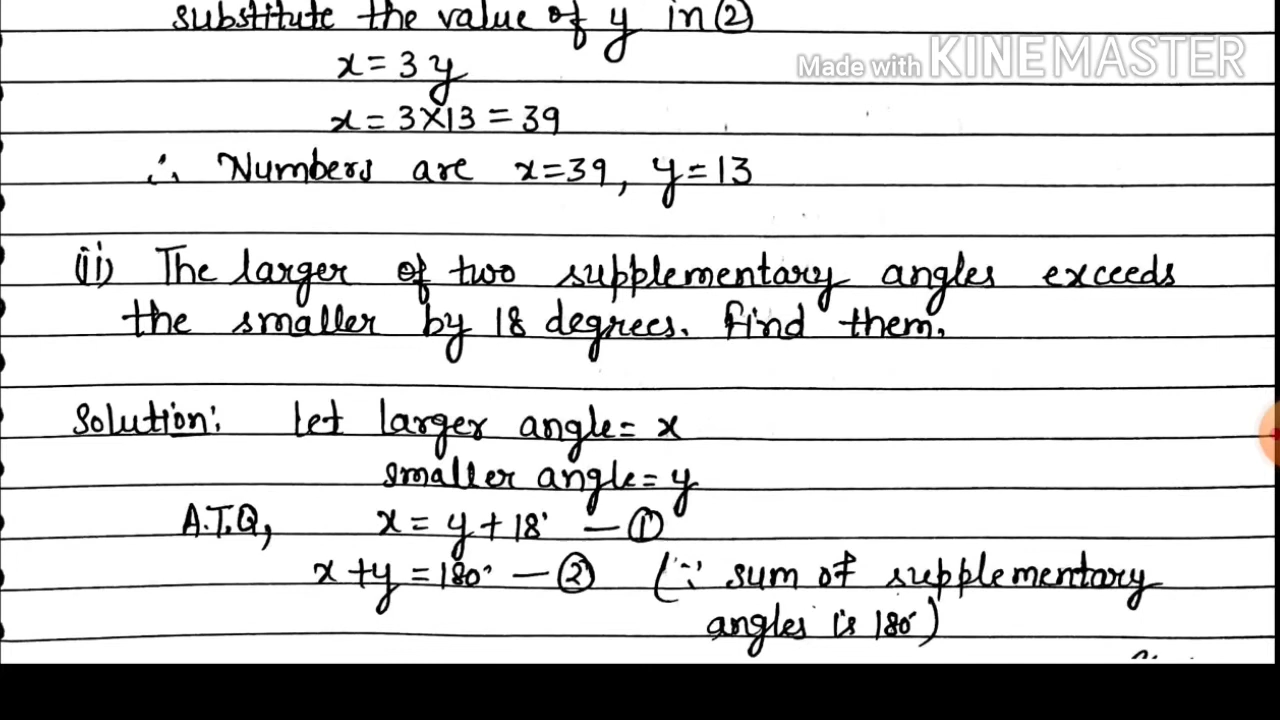 substitute the value of y in ②
Made with KINEMASTER
x = 3y
x = 3×13 = 39
∴ Numbers are x=39, y=13
(ii) The larger of two supplementary angles exceeds
the smaller by 18 degrees. Find them.
Solution: Let larger angle = x
smaller angle = y
A.T.Q, x = y + 18° — ①
x + y = 180° — ② (∵ sum of supplementary
angles is 180°)